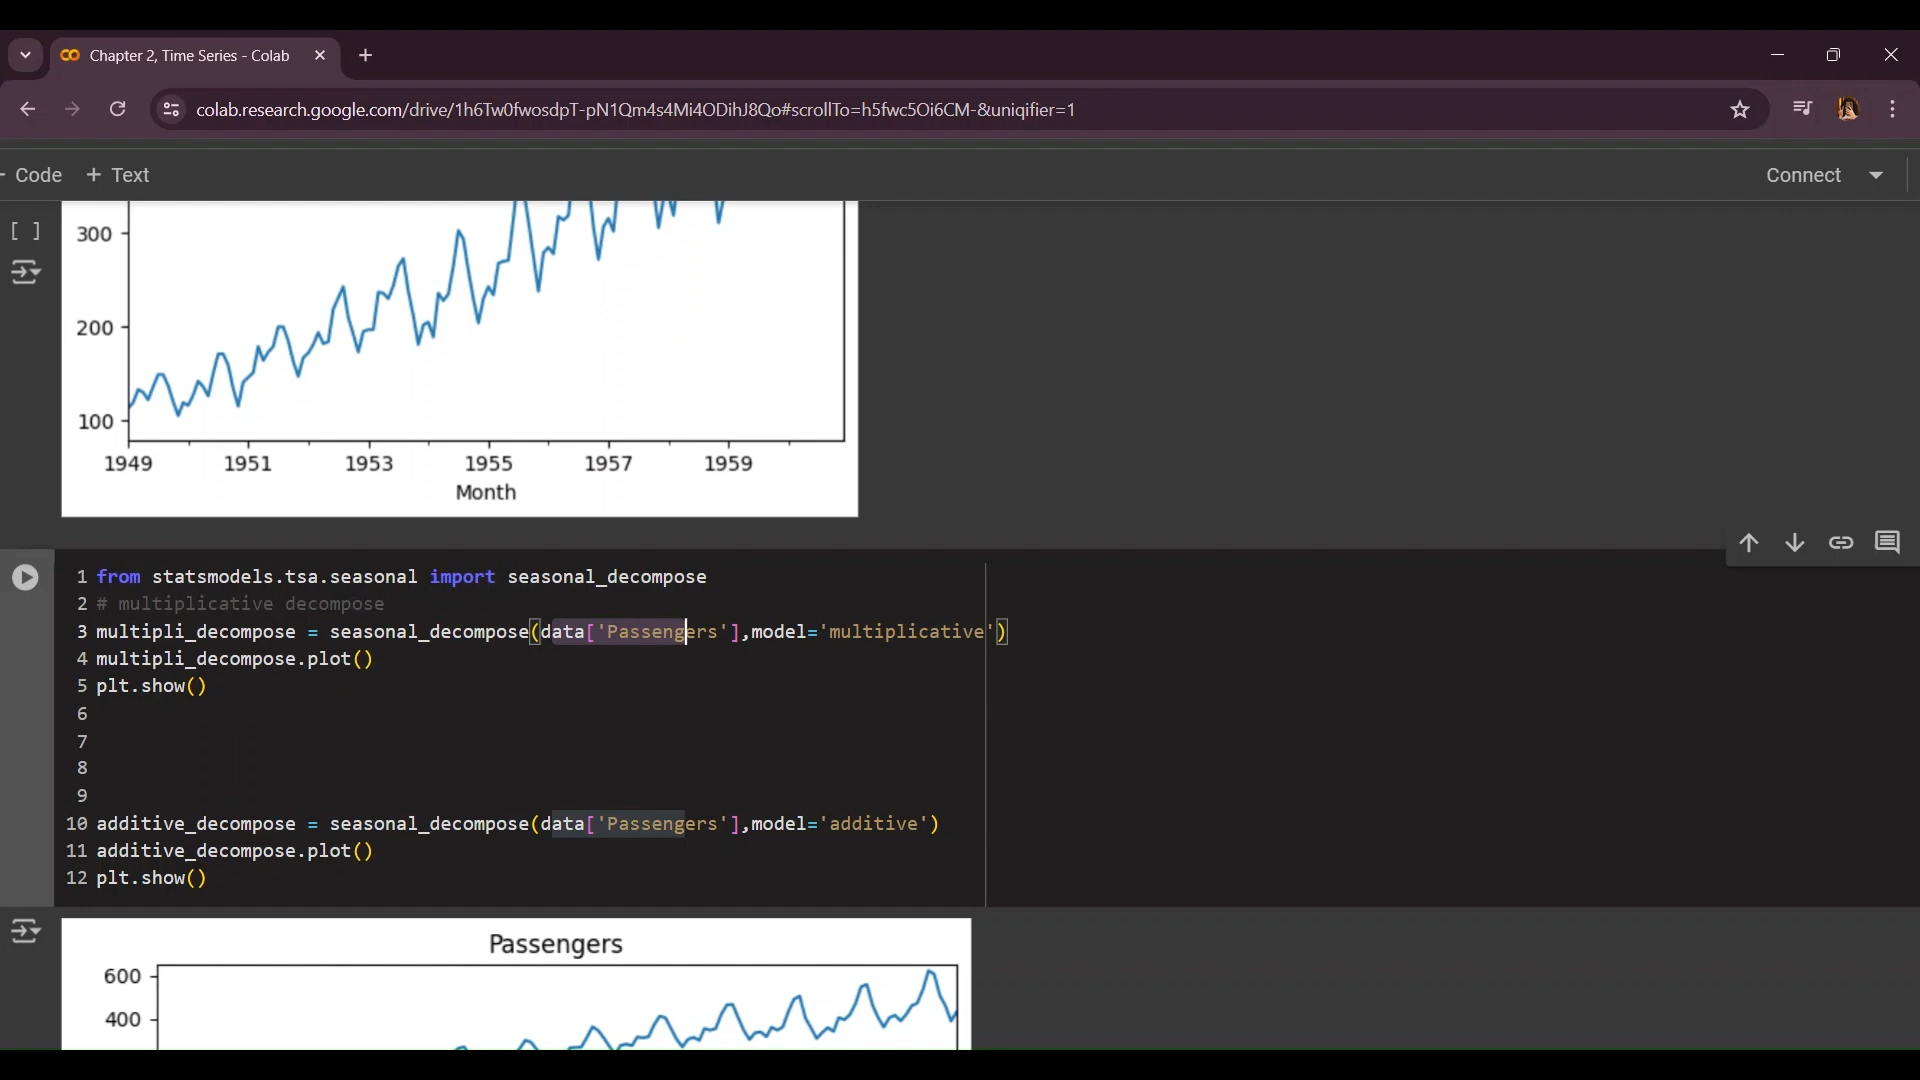 Chapter 2, Time Series - Colab
colab.research.google.com/drive/1h6Tw0fwosdpT-pN1Qm4s4Mi4ODihJ8Qo#scrollTo=h5fwc5Oi6CM-&uniqifier=1
Code + Text
Connect
[ ]
300
200
100
1949 1951 1953 1955 1957 1959
Month
1 from statsmodels.tsa.seasonal import seasonal_decompose
2 # multiplicative decompose
3 multipli_decompose = seasonal_decompose(data['Passengers'],model='multiplicative')
4 multipli_decompose.plot()
5 plt.show()
6
7
8
9
10 additive_decompose = seasonal_decompose(data['Passengers'],model='additive')
11 additive_decompose.plot()
12 plt.show()
Passengers
600
400